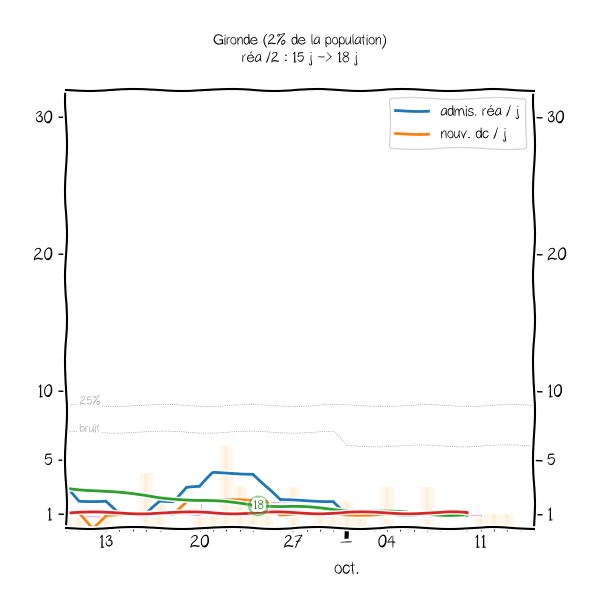 Gironde (2% de la population)
réa /2 : 15 j -> 18 j
admis. réa / j
nouv. dc / j
30
30
20
20
10
10
25%
bruit
5
5
18
1
1
13
20
27
04
11
oct.